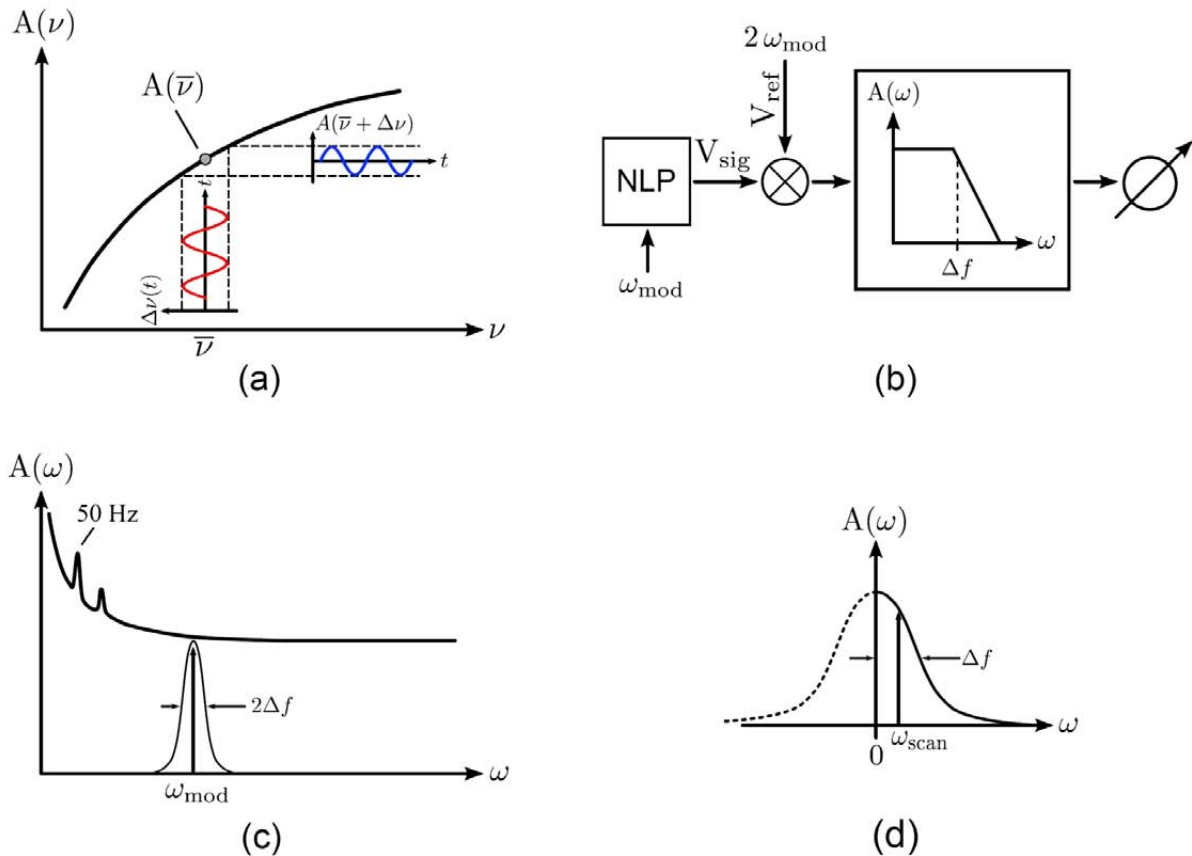 A(ν)
A(ν̅)
A(ν̅ + Δν)
t
t
Δν(t)
ν̅
ν
(a)
2 ω_mod
V_ref
A(ω)
NLP
V_sig
ω
Δf
ω_mod
(b)
A(ω)
50 Hz
2Δf
ω_mod
ω
(c)
A(ω)
Δf
0
ω_scan
ω
(d)